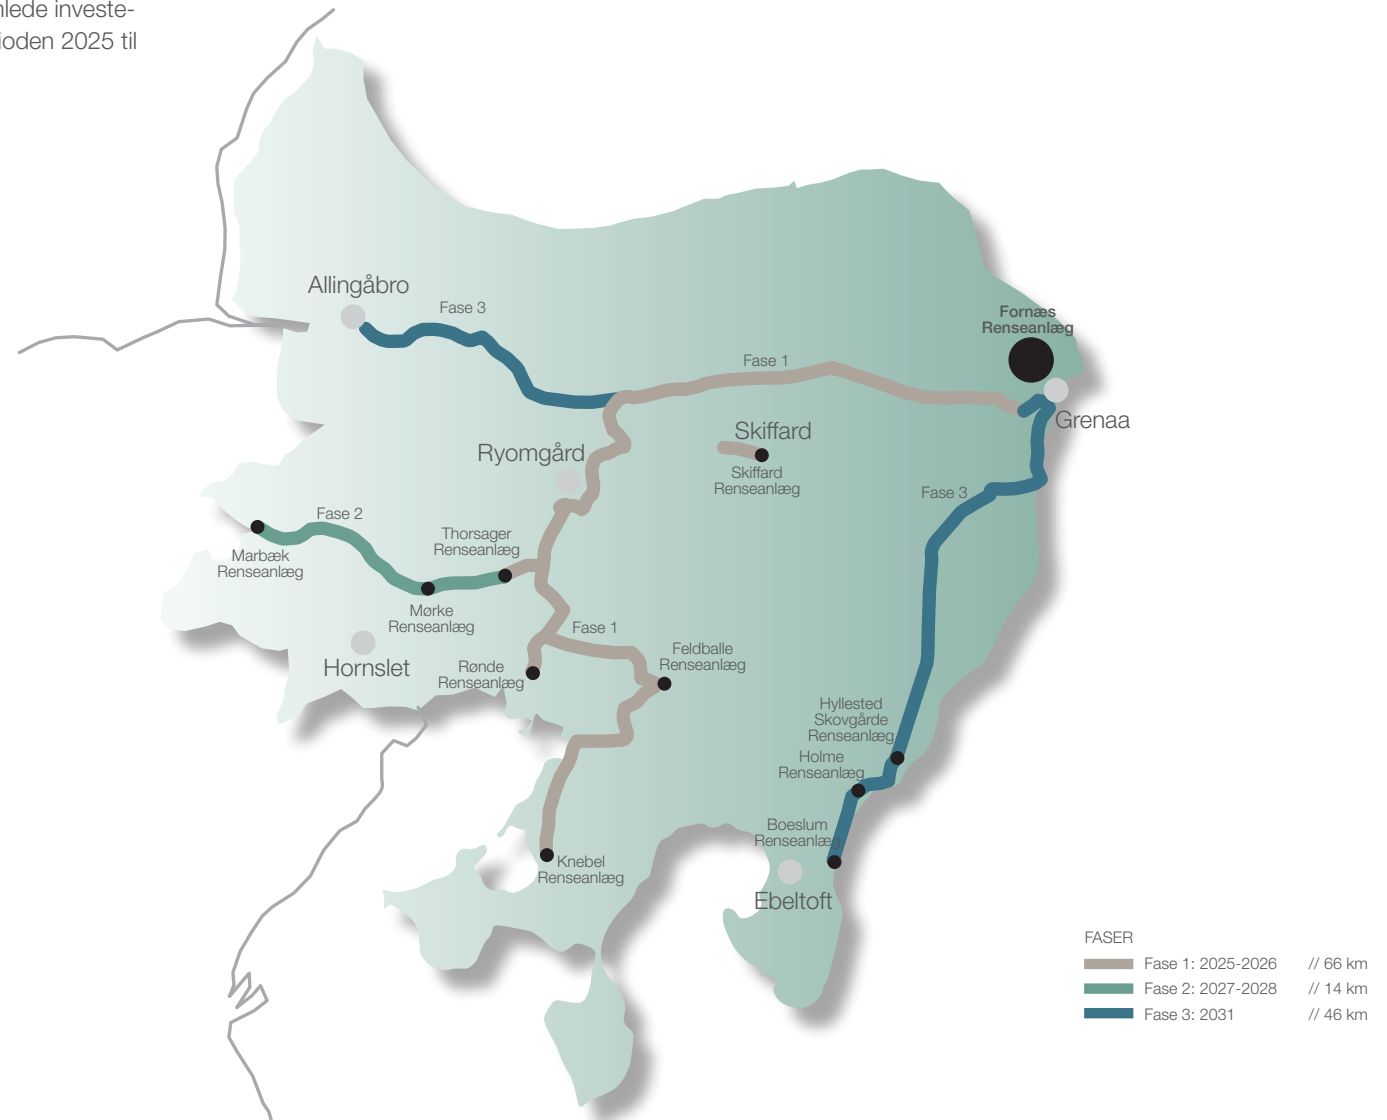 nlede investe-
ioden 2025 til
Allingåbro
Fase 3
Fornæs
Renseanlæg
Fase 1
Grenaa
Skiffard
Skiffard
Renseanlæg
Ryomgård
Fase 3
Fase 2
Thorsager
Renseanlæg
Marbæk
Renseanlæg
Mørke
Renseanlæg
Fase 1
Hornslet
Rønde
Renseanlæg
Feldballe
Renseanlæg
Hyllested
Skovgårde
Renseanlæg
Holme
Renseanlæg
Boeslum
Renseanlæg
Knebel
Renseanlæg
Ebeltoft
FASER
Fase 1: 2025-2026 // 66 km
Fase 2: 2027-2028 // 14 km
Fase 3: 2031 // 46 km